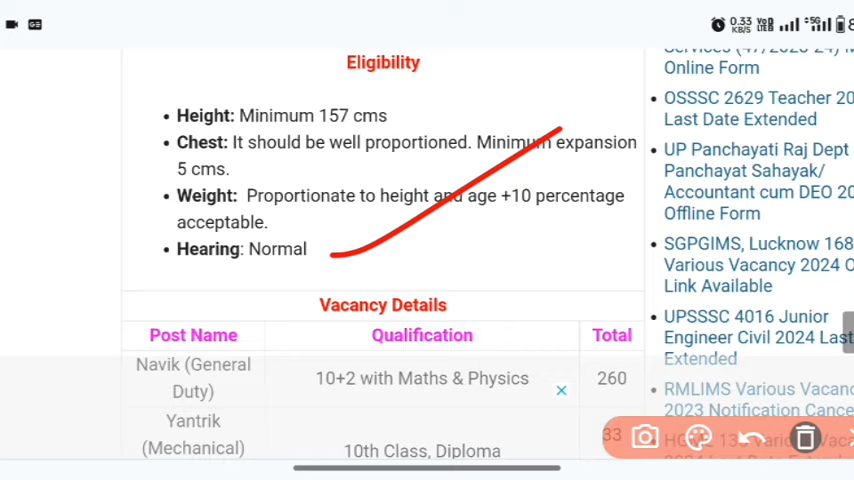 0.33
KB/S
5G
8
Eligibility
• Height: Minimum 157 cms
• Chest: It should be well proportioned. Minimum expansion
5 cms.
• Weight: Proportionate to height and age +10 percentage
acceptable.
• Hearing: Normal
Vacancy Details
Post Name Qualification Total
Navik (General
Duty)
10+2 with Maths & Physics
260
Yantrik
(Mechanical)
10th Class, Diploma
33
Online Form
• OSSSC 2629 Teacher 20
Last Date Extended
• UP Panchayati Raj Dept
Panchayat Sahayak/
Accountant cum DEO 20
Offline Form
• SGPGIMS, Lucknow 168
Various Vacancy 2024 O
Link Available
• UPSSSC 4016 Junior
Engineer Civil 2024 Last
Extended
• RMLIMS Various Vacanc
2023 Notification Cance